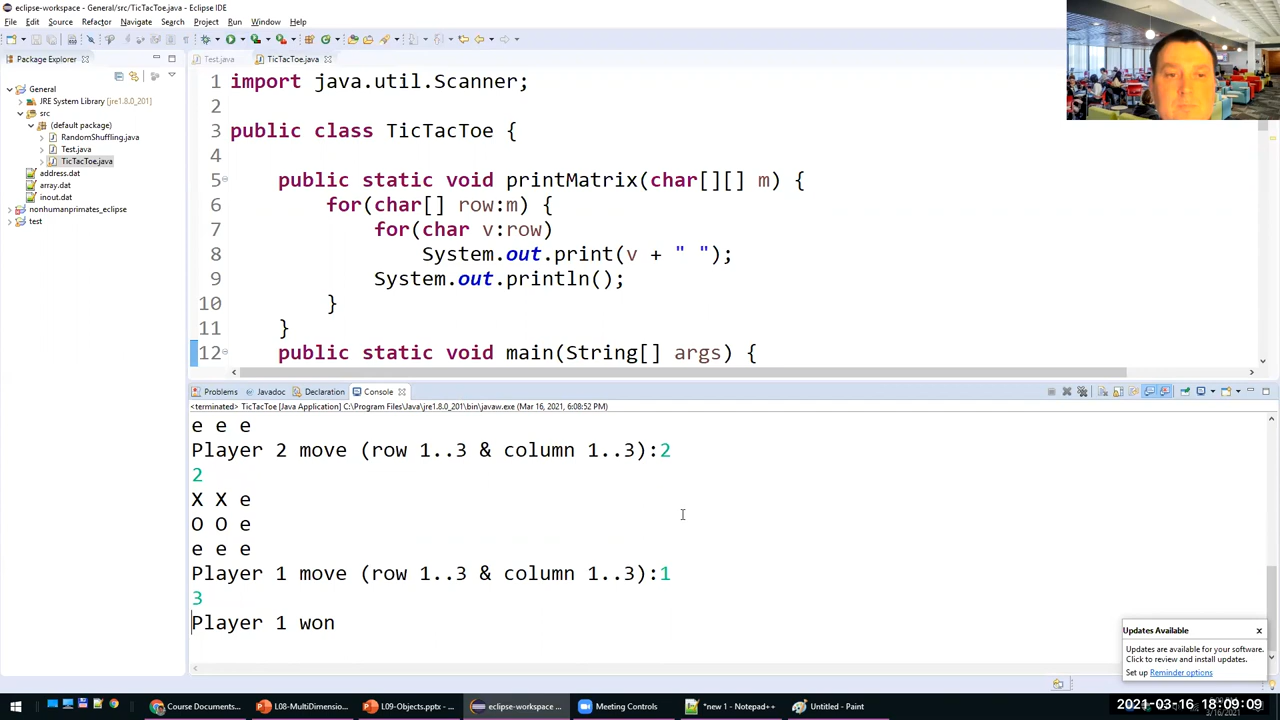 eclipse-workspace - General/src/TicTacToe.java - Eclipse IDE
File Edit Source Refactor Navigate Search Project Run Window Help
Package Explorer
Test.java TicTacToe.java
General
JRE System Library [jre1.8.0_201]
src
(default package)
RandomShuffling.java
Test.java
TicTacToe.java
address.dat
array.dat
inout.dat
nonhumanprimates_eclipse
test
1 import java.util.Scanner;
2
3 public class TicTacToe {
4
5 public static void printMatrix(char[][] m) {
6 for(char[] row:m) {
7 for(char v:row)
8 System.out.print(v + " ");
9 System.out.println();
10 }
11 }
12 public static void main(String[] args) {
Problems Javadoc Declaration Console
<terminated> TicTacToe [Java Application] C:\Program Files\Java\jre1.8.0_201\bin\javaw.exe (Mar 16, 2021, 6:08:52 PM)
e e e
Player 2 move (row 1..3 & column 1..3):2
2
X X e
O O e
e e e
Player 1 move (row 1..3 & column 1..3):1
3
Player 1 won
Updates Available
Updates are available for your software.
Click to review and install updates.
Set up Reminder options
Course Documents... L08-MultiDimensio... L09-Objects.pptx - ... eclipse-workspace ... Meeting Controls *new 1 - Notepad++ Untitled - Paint
2021-03-16 18:09:09